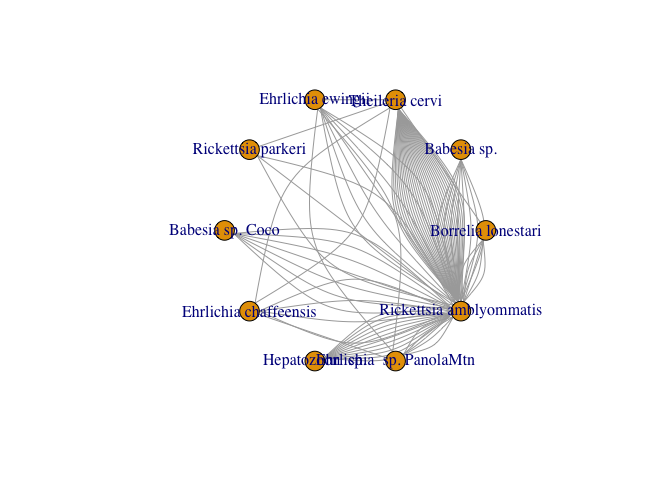 Ehrlichia ewingii
Theileria cervi
Rickettsia parkeri
Babesia sp.
Babesia sp. Coco
Borrelia lonestari
Ehrlichia chaffeensis
Rickettsia amblyommatis
Hepatozoon sp.
Ehrlichia sp. PanolaMtn